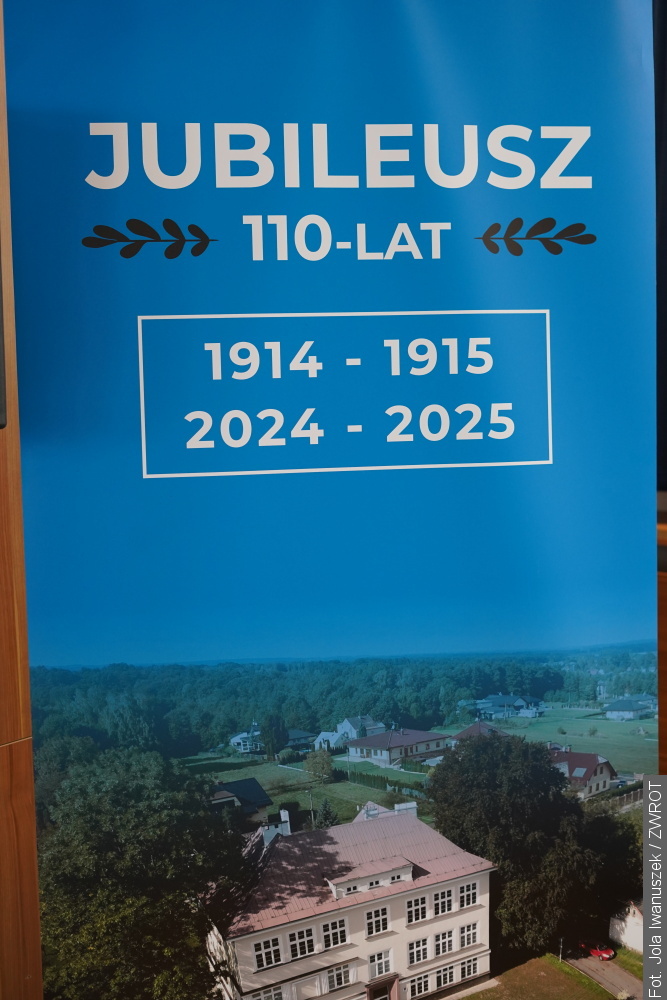 JUBILEUSZ
110-LAT
1914 - 1915
2024 - 2025
Fot. Jola Iwanuszek / ZWROT